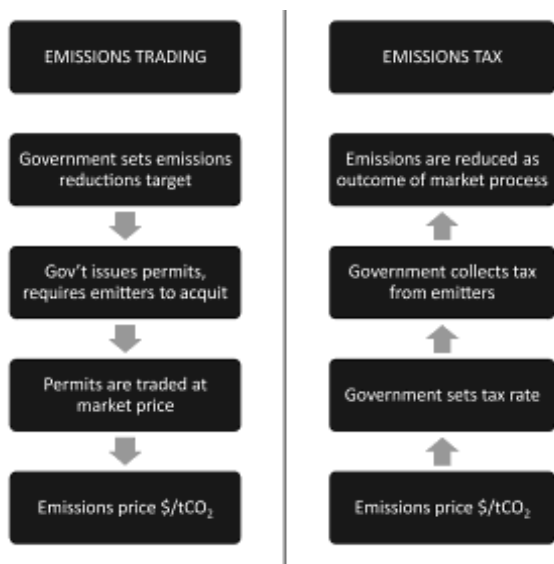 EMISSIONS TRADING
Government sets emissions
reductions target
Gov't issues permits,
requires emitters to acquit
Permits are traded at
market price
Emissions price $/tCO₂
EMISSIONS TAX
Emissions are reduced as
outcome of market process
Government collects tax
from emitters
Government sets tax rate
Emissions price $/tCO₂